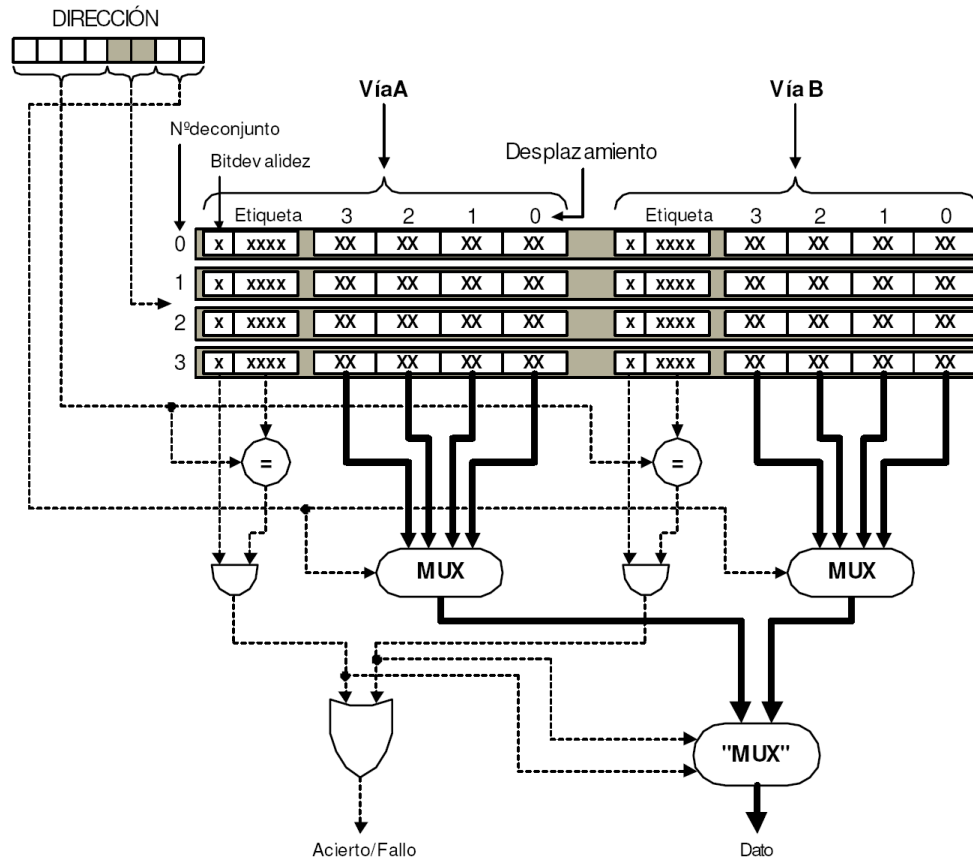 DIRECCIÓN
VíaA
Vía B
Nºdeconjunto
Bitdev alidez
Desplaz amiento
Etiqueta 3 2 1 0 Etiqueta 3 2 1 0
0 x xxxx XX XX XX XX x xxxx XX XX XX XX
1 x xxxx XX XX XX XX x xxxx XX XX XX XX
2 x xxxx XX XX XX XX x xxxx XX XX XX XX
3 x xxxx XX XX XX XX x xxxx XX XX XX XX
= =
MUX MUX
"MUX"
Acierto/Fallo Dato